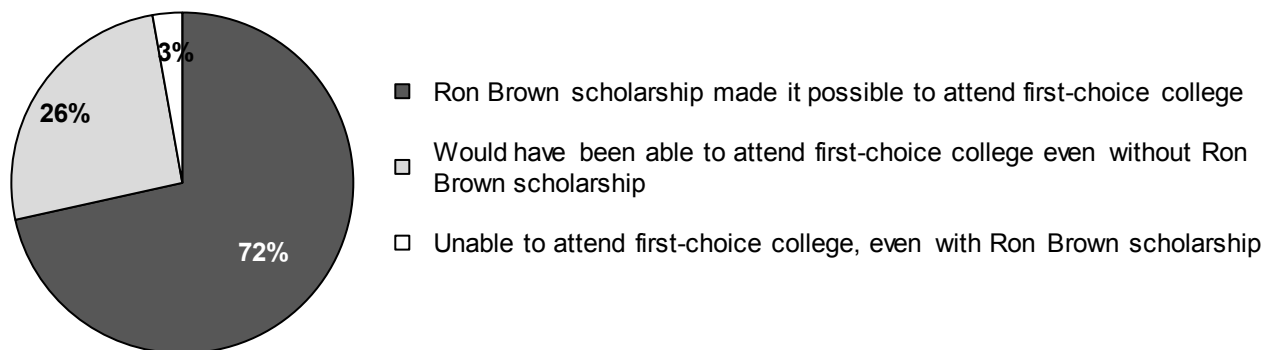 3%
26%
72%
Ron Brown scholarship made it possible to attend first-choice college
Would have been able to attend first-choice college even without Ron
Brown scholarship
Unable to attend first-choice college, even with Ron Brown scholarship